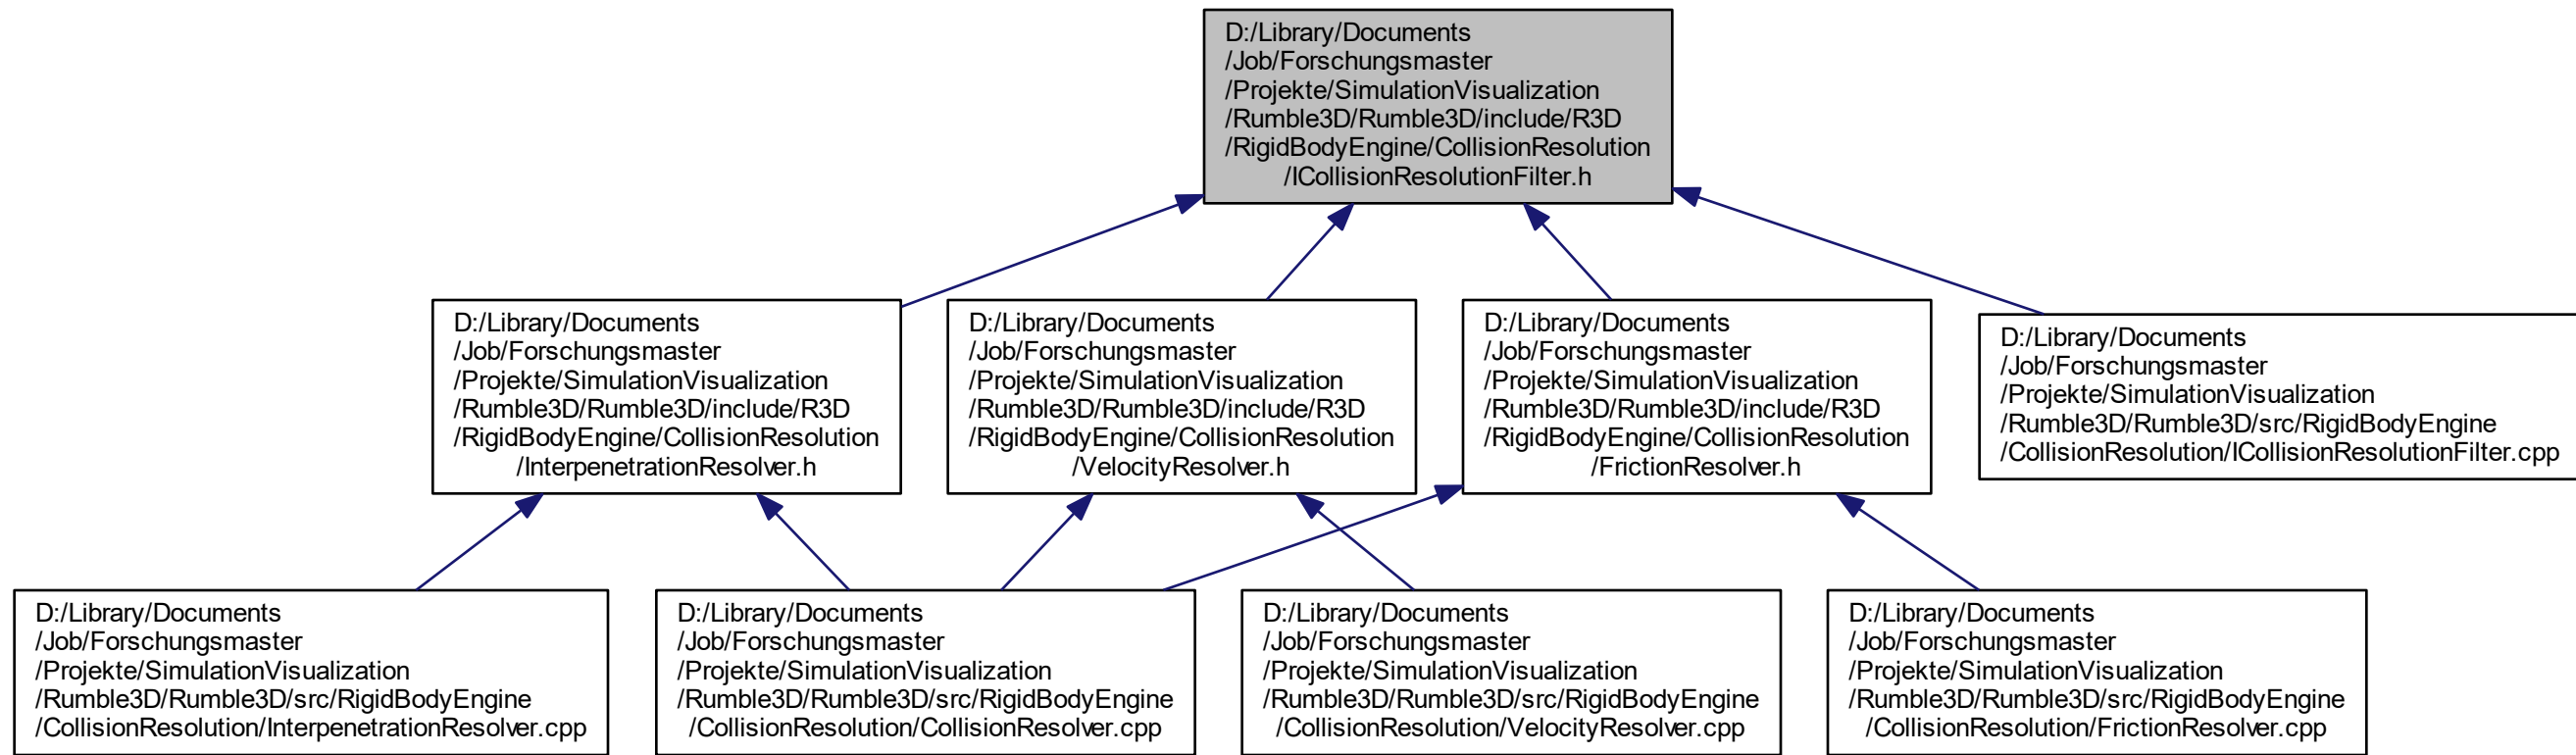 D:/Library/Documents
/Job/Forschungsmaster
/Projekte/SimulationVisualization
/Rumble3D/Rumble3D/include/R3D
/RigidBodyEngine/CollisionResolution
/ICollisionResolutionFilter.h
D:/Library/Documents
/Job/Forschungsmaster
/Projekte/SimulationVisualization
/Rumble3D/Rumble3D/include/R3D
/RigidBodyEngine/CollisionResolution
/InterpenetrationResolver.h
D:/Library/Documents
/Job/Forschungsmaster
/Projekte/SimulationVisualization
/Rumble3D/Rumble3D/include/R3D
/RigidBodyEngine/CollisionResolution
/VelocityResolver.h
D:/Library/Documents
/Job/Forschungsmaster
/Projekte/SimulationVisualization
/Rumble3D/Rumble3D/include/R3D
/RigidBodyEngine/CollisionResolution
/FrictionResolver.h
D:/Library/Documents
/Job/Forschungsmaster
/Projekte/SimulationVisualization
/Rumble3D/Rumble3D/src/RigidBodyEngine
/CollisionResolution/ICollisionResolutionFilter.cpp
D:/Library/Documents
/Job/Forschungsmaster
/Projekte/SimulationVisualization
/Rumble3D/Rumble3D/src/RigidBodyEngine
/CollisionResolution/InterpenetrationResolver.cpp
D:/Library/Documents
/Job/Forschungsmaster
/Projekte/SimulationVisualization
/Rumble3D/Rumble3D/src/RigidBodyEngine
/CollisionResolution/CollisionResolver.cpp
D:/Library/Documents
/Job/Forschungsmaster
/Projekte/SimulationVisualization
/Rumble3D/Rumble3D/src/RigidBodyEngine
/CollisionResolution/VelocityResolver.cpp
D:/Library/Documents
/Job/Forschungsmaster
/Projekte/SimulationVisualization
/Rumble3D/Rumble3D/src/RigidBodyEngine
/CollisionResolution/FrictionResolver.cpp